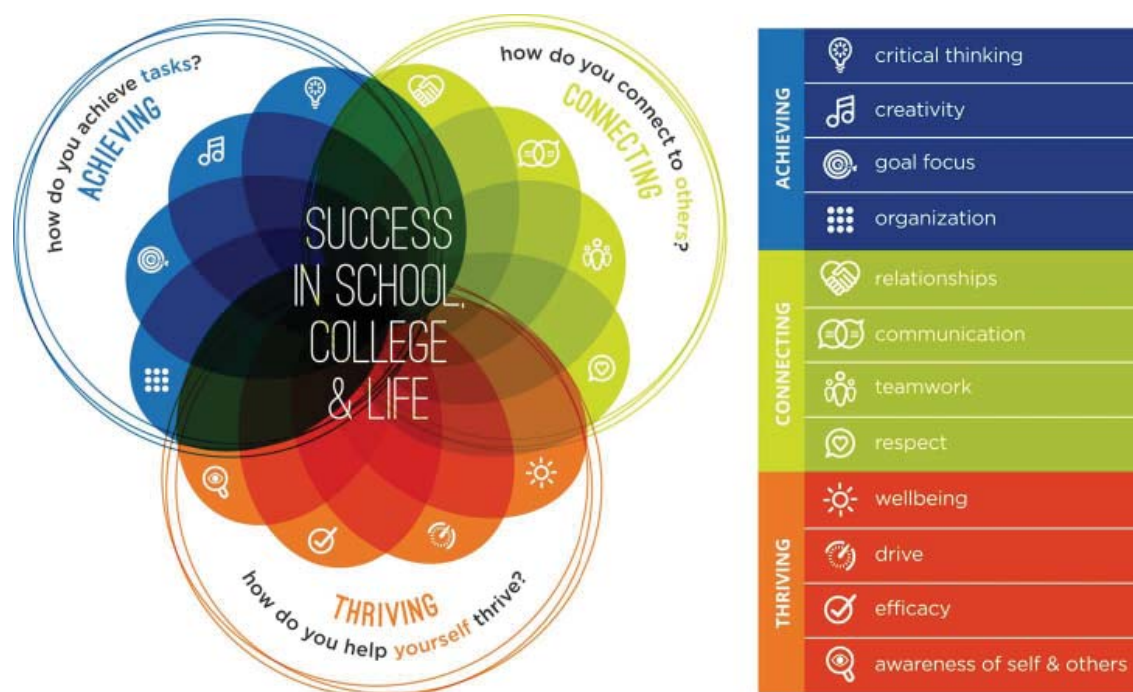 how do you achieve tasks?
ACHIEVING
how do you connect to others?
CONNECTING
SUCCESS
IN SCHOOL,
COLLEGE
& LIFE
THRIVING
how do you help yourself thrive?
ACHIEVING
critical thinking
creativity
goal focus
organization
CONNECTING
relationships
communication
teamwork
respect
THRIVING
wellbeing
drive
efficacy
awareness of self & others